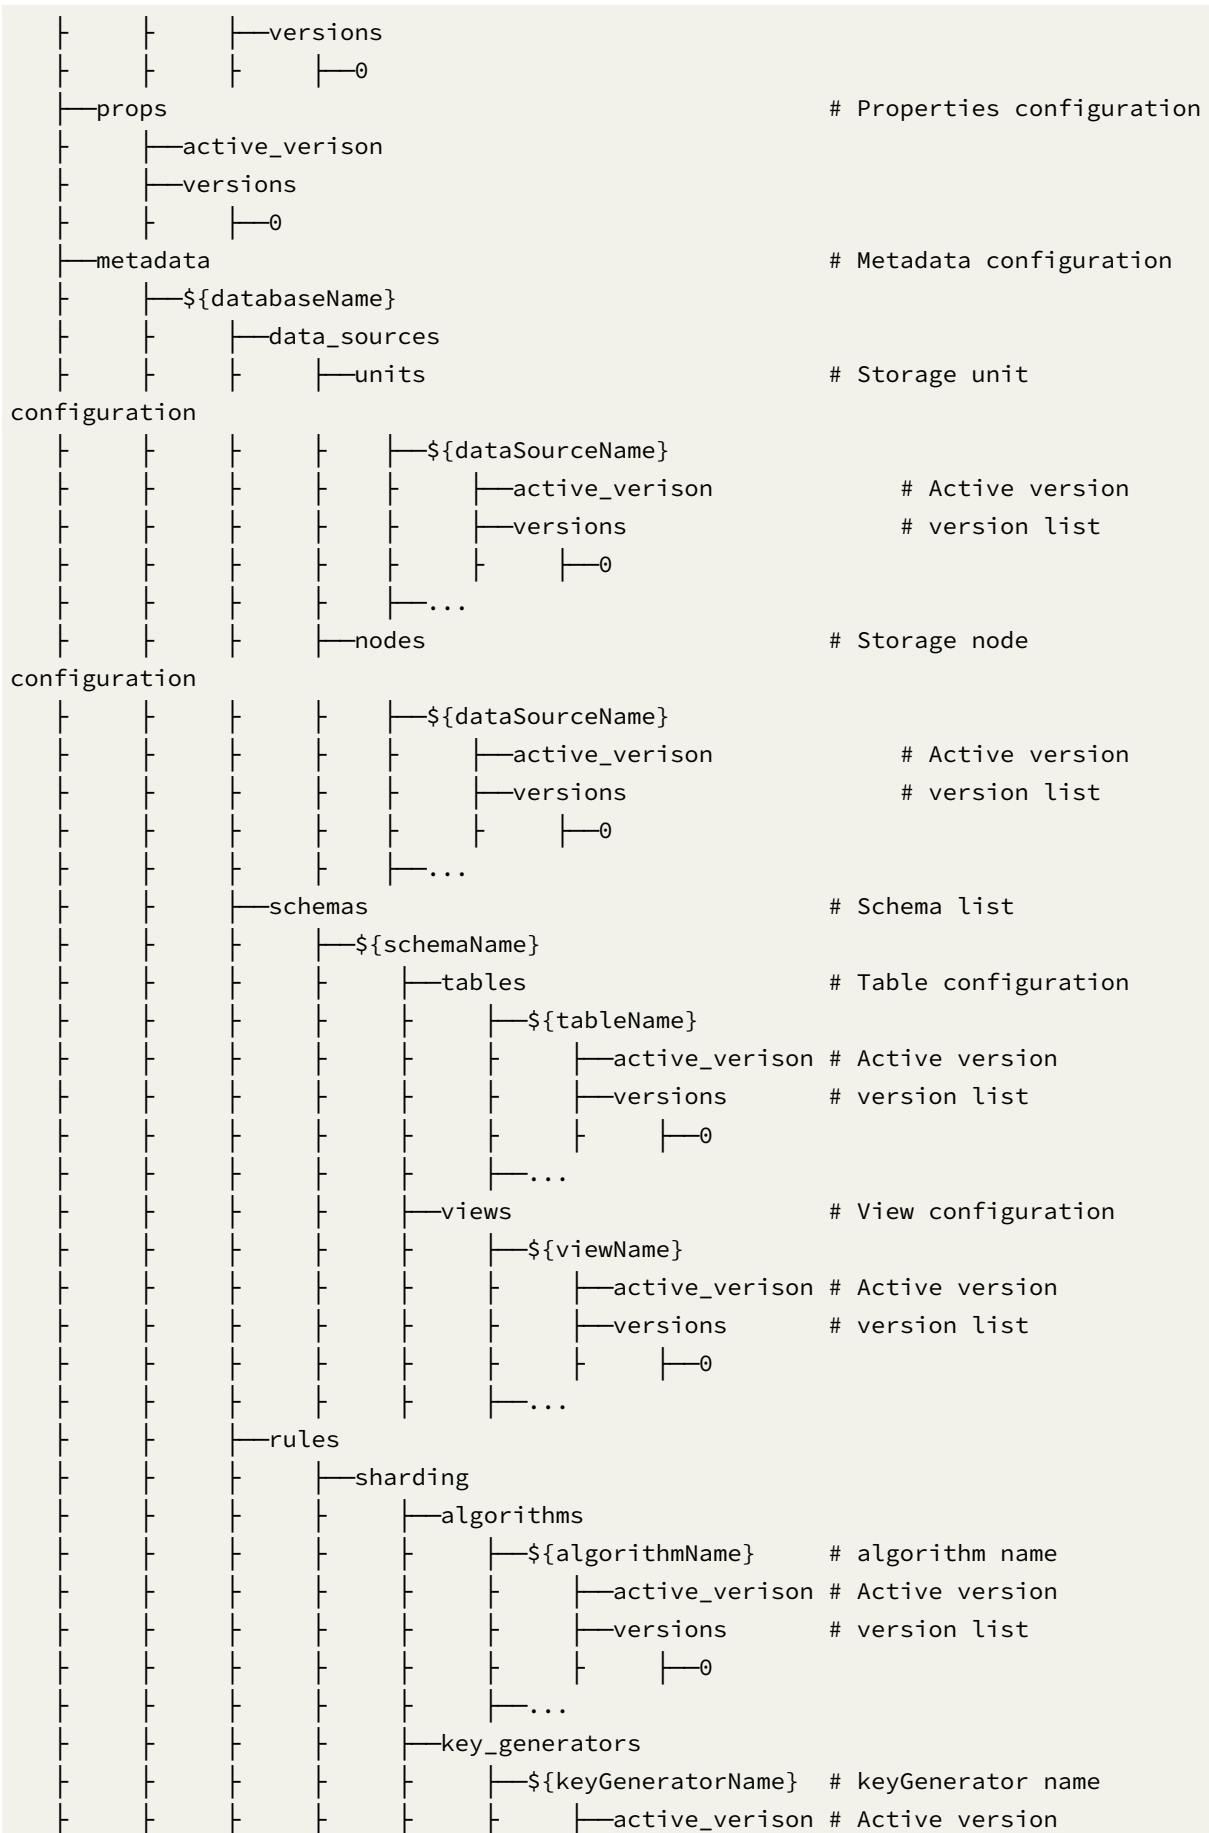 ├      ├      ├──versions
├      ├      ├      ├──0
├──props                                              # Properties configuration
├      ├──active_verison
├      ├──versions
├      ├      ├──0
├──metadata                                           # Metadata configuration
├      ├──${databaseName}
├      ├      ├──data_sources
├      ├      ├      ├──units                         # Storage unit
configuration
├      ├      ├      ├     ├──${dataSourceName}
├      ├      ├      ├     ├      ├──active_verison             # Active version
├      ├      ├      ├     ├      ├──versions                   # version list
├      ├      ├      ├     ├      ├      ├──0
├      ├      ├      ├     ├──...
├      ├      ├      ├──nodes                         # Storage node
configuration
├      ├      ├      ├     ├──${dataSourceName}
├      ├      ├      ├     ├      ├──active_verison             # Active version
├      ├      ├      ├     ├      ├──versions                   # version list
├      ├      ├      ├     ├      ├      ├──0
├      ├      ├      ├     ├──...
├      ├      ├──schemas                              # Schema list
├      ├      ├      ├──${schemaName}
├      ├      ├      ├      ├──tables                 # Table configuration
├      ├      ├      ├      ├      ├──${tableName}
├      ├      ├      ├      ├      ├      ├──active_verison # Active version
├      ├      ├      ├      ├      ├      ├──versions       # version list
├      ├      ├      ├      ├      ├      ├      ├──0
├      ├      ├      ├      ├      ├──...
├      ├      ├      ├      ├──views                  # View configuration
├      ├      ├      ├      ├      ├──${viewName}
├      ├      ├      ├      ├      ├      ├──active_verison # Active version
├      ├      ├      ├      ├      ├      ├──versions       # version list
├      ├      ├      ├      ├      ├      ├      ├──0
├      ├      ├      ├      ├      ├──...
├      ├      ├──rules
├      ├      ├      ├──sharding
├      ├      ├      ├      ├──algorithms
├      ├      ├      ├      ├      ├──${algorithmName}     # algorithm name
├      ├      ├      ├      ├      ├      ├──active_verison # Active version
├      ├      ├      ├      ├      ├      ├──versions       # version list
├      ├      ├      ├      ├      ├      ├      ├──0
├      ├      ├      ├      ├      ├──...
├      ├      ├      ├      ├──key_generators
├      ├      ├      ├      ├      ├──${keyGeneratorName}  # keyGenerator name
├      ├      ├      ├      ├      ├      ├──active_verison # Active version